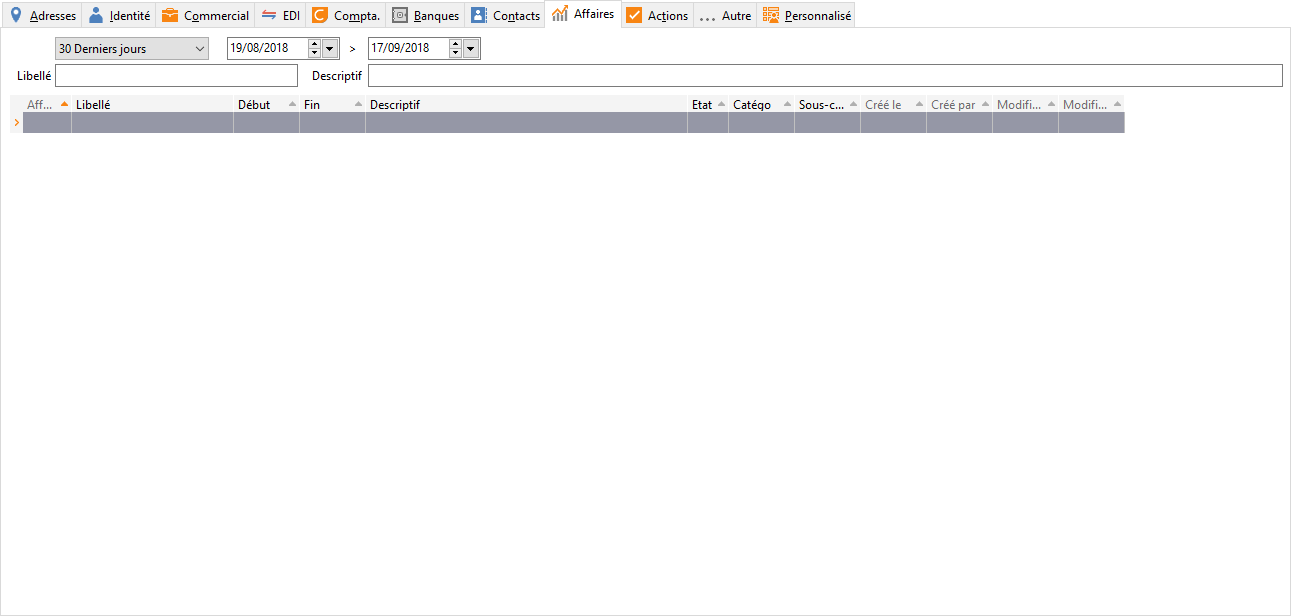 Adresses Identité Commercial EDI Compta. Banques Contacts Affaires Actions ... Autre Personnalisé
30 Derniers jours 19/08/2018 > 17/09/2018
Libellé Descriptif
Aff... Libellé Début Fin Descriptif Etat Catégo Sous-c... Créé le Créé par Modifi... Modifi...